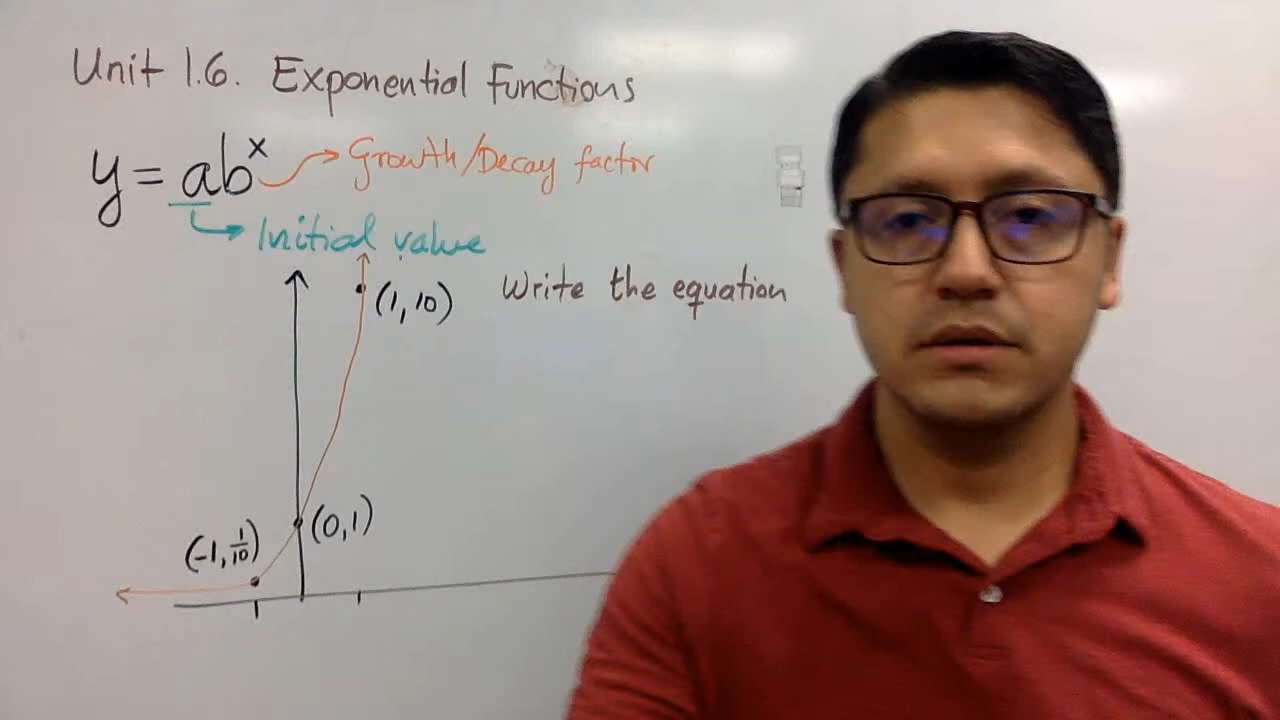 Unit 1.6. Exponential Functions
y = ab^x → Growth/Decay factor
→ Initial value
(1, 10)
Write the equation
(0, 1)
(-1, 1/10)